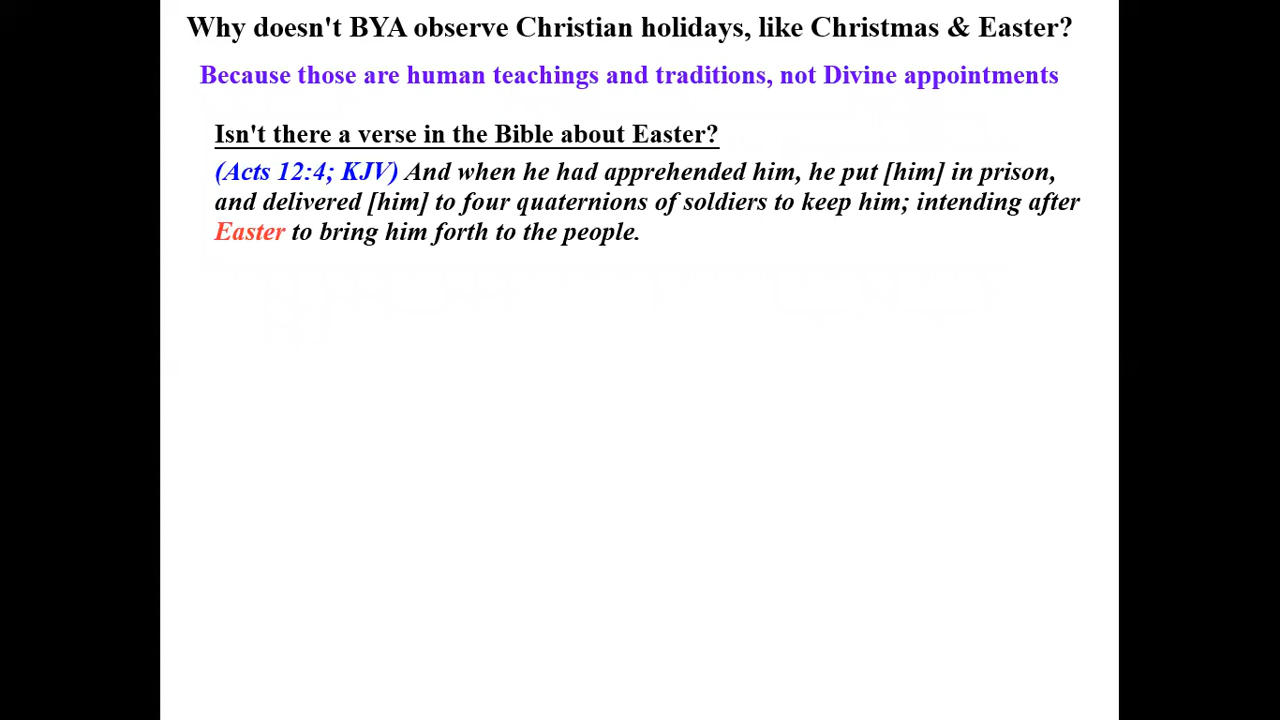 Why doesn't BYA observe Christian holidays, like Christmas & Easter?
Because those are human teachings and traditions, not Divine appointments
Isn't there a verse in the Bible about Easter?
(Acts 12:4; KJV) And when he had apprehended him, he put [him] in prison,
and delivered [him] to four quaternions of soldiers to keep him; intending after
Easter to bring him forth to the people.